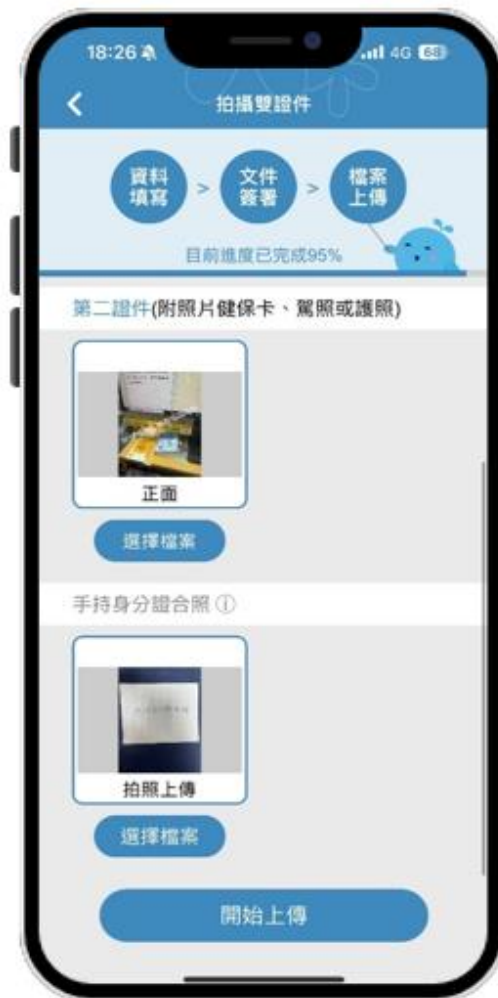 18:26
4G 68
拍攝雙證件
資料
填寫
>
文件
簽署
>
檔案
上傳
目前進度已完成95%
第二證件(附照片健保卡、駕照或護照)
正面
選擇檔案
手持身分證合照 ⓘ
拍照上傳
選擇檔案
開始上傳